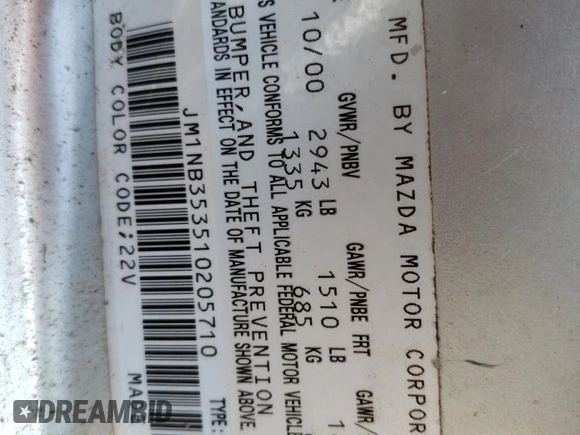 MFD. BY MAZDA MOTOR CORPOR
10/00 GVWR/PNBV GAWR/PNBE FRT GAWR/
2943 LB 1510 LB
1335 KG 685 KG
S VEHICLE CONFORMS TO ALL APPLICABLE FEDERAL MOTOR VEHICLE
BUMPER, AND THEFT PREVENTION
ANDARDS IN EFFECT ON THE DATE OF MANUFACTURE SHOWN ABOVE.
JM1NB353510205710 TYPE:
BODY COLOR CODE;22V
DREAMBID